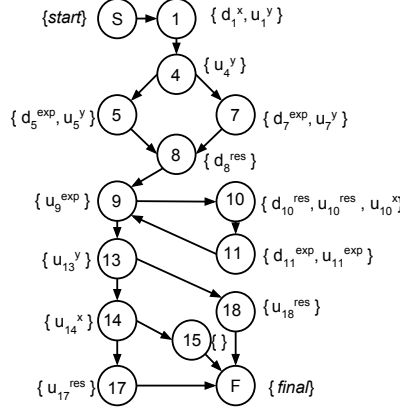 {start} S 1 { d₁ˣ, u₁ʸ }
4 { u₄ʸ }
{ d₅ᵉˣᵖ, u₅ʸ } 5 7 { d₇ᵉˣᵖ, u₇ʸ }
8 { d₈ʳᵉˢ }
{ u₉ᵉˣᵖ } 9 10 { d₁₀ʳᵉˢ, u₁₀ʳᵉˢ , u₁₀ˣ}
11 { d₁₁ᵉˣᵖ, u₁₁ᵉˣᵖ }
{ u₁₃ʸ } 13
18 { u₁₈ʳᵉˢ }
{ u₁₄ˣ } 14
15 { }
{ u₁₇ʳᵉˢ } 17 F {final}